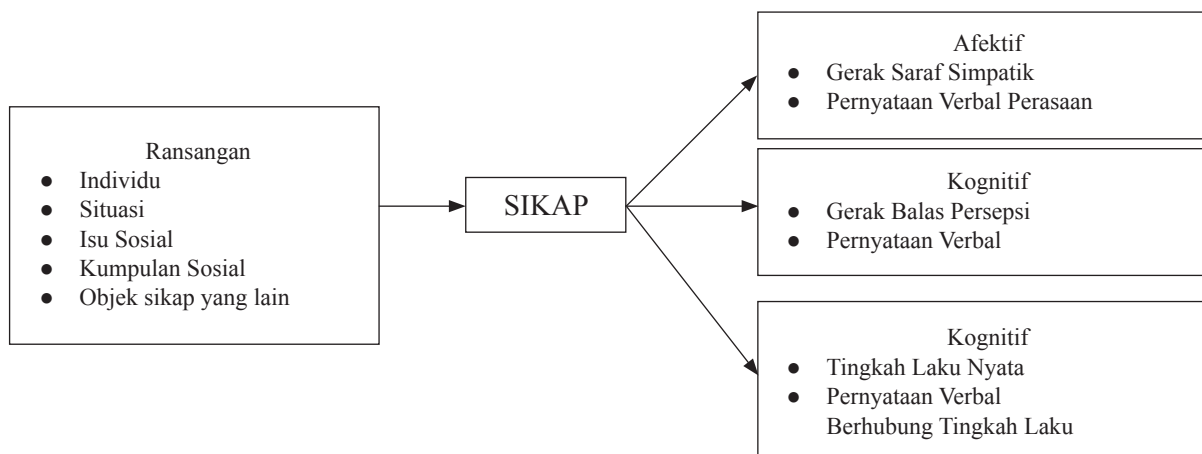 Ransangan
● Individu
● Situasi
● Isu Sosial
● Kumpulan Sosial
● Objek sikap yang lain
SIKAP
Afektif
● Gerak Saraf Simpatik
● Pernyataan Verbal Perasaan
Kognitif
● Gerak Balas Persepsi
● Pernyataan Verbal
Kognitif
● Tingkah Laku Nyata
● Pernyataan Verbal
Berhubung Tingkah Laku